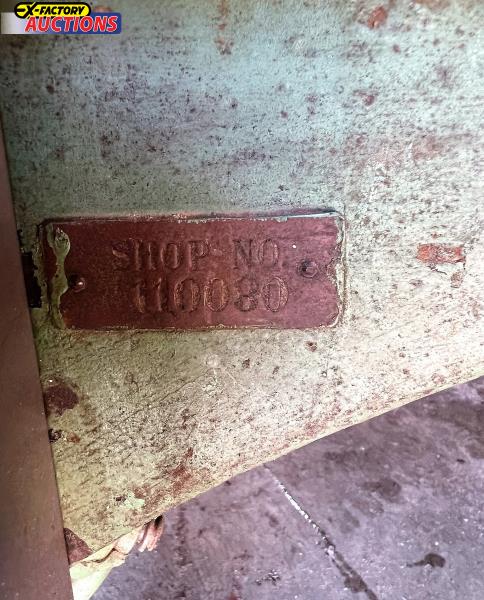 EX-FACTORY
AUCTIONS
SHOP NO.
110080